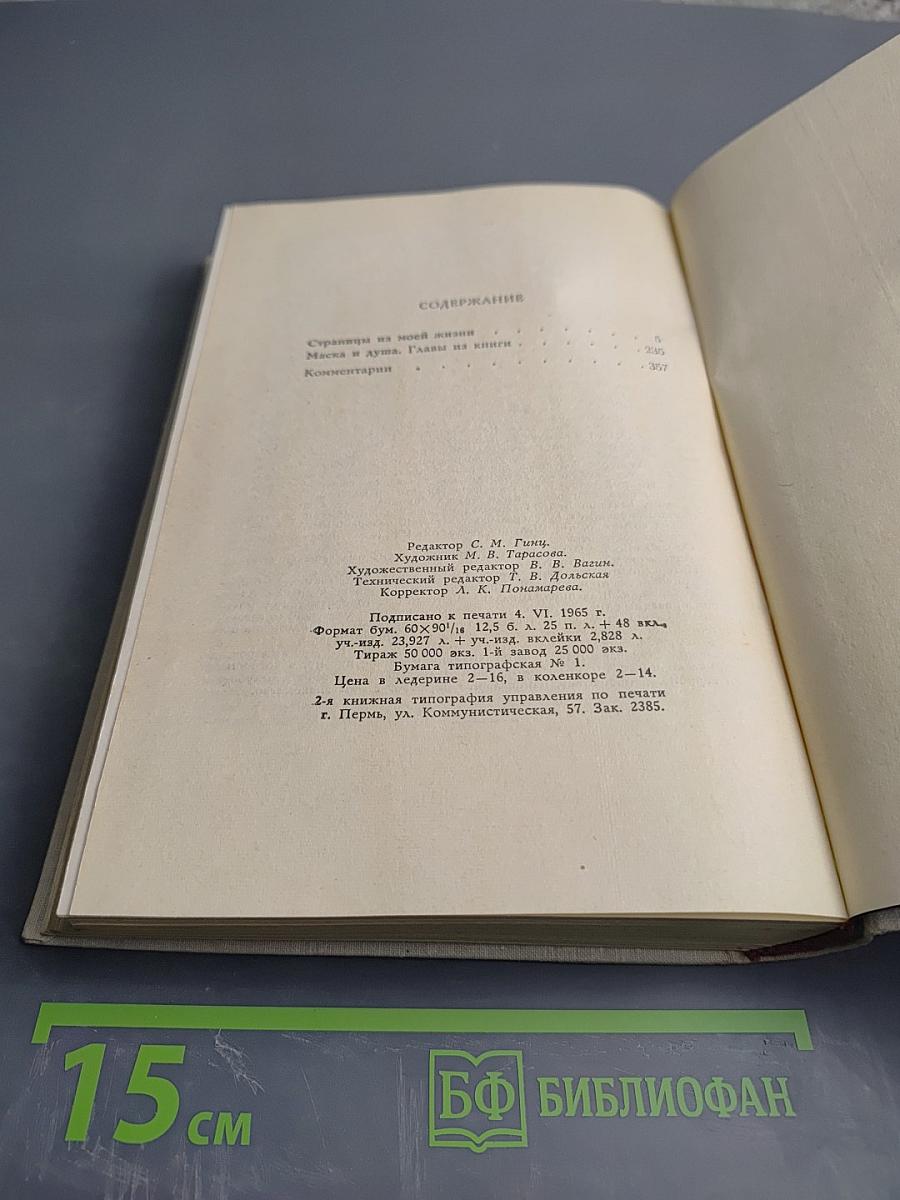 СОДЕРЖАНИЕ
Страницы из моей жизни . . . . . . . 5
Маска и душа. Главы из книги . . . . . . 235
Комментарии . . . . . . . . . 357
Редактор С. М. Гинц.
Художник М. В. Тарасова.
Художественный редактор В. В. Вагин.
Технический редактор Т. В. Дольская
Корректор Л. К. Понамарева.
Подписано к печати 4. VI. 1965 г.
Формат бум. 60×90¹/₁₆ 12,5 б. л. 25 п. л. + 48 вкл.,
уч.-изд. 23,927 л. + уч.-изд. вклейки 2,828 л.
Тираж 50 000 экз. 1-й завод 25 000 экз.
Бумага типографская № 1.
Цена в ледерине 2—16, в коленкоре 2—14.
2-я книжная типография управления по печати
г. Пермь, ул. Коммунистическая, 57. Зак. 2385.
15 см
БФ БИБЛИОФАН